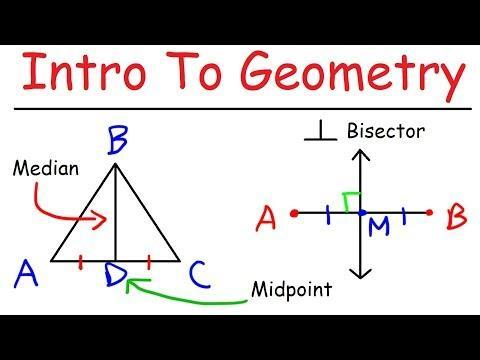 Intro To Geometry
B
Median
A
D
C
Midpoint
⊥ Bisector
A
M
B